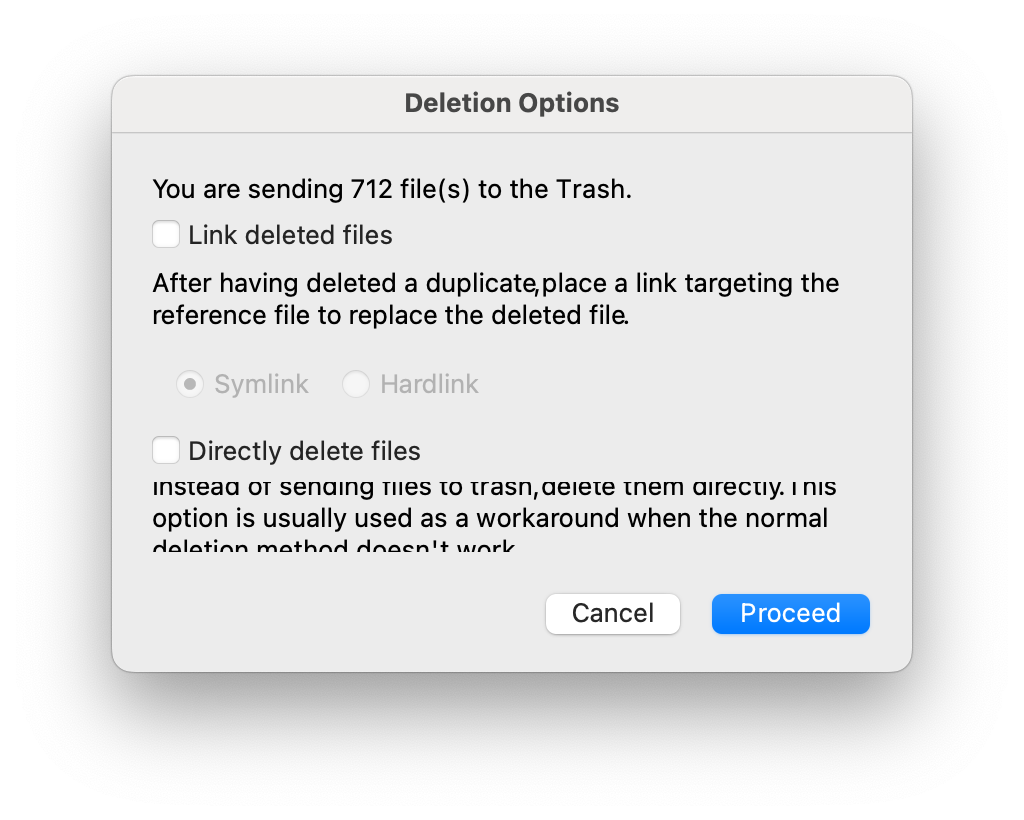 Deletion Options
You are sending 712 file(s) to the Trash.
Link deleted files
After having deleted a duplicate,place a link targeting the
reference file to replace the deleted file.
Symlink Hardlink
Directly delete files
Instead of sending files to trash,delete them directly. This
option is usually used as a workaround when the normal
deletion method doesn't work
Cancel Proceed